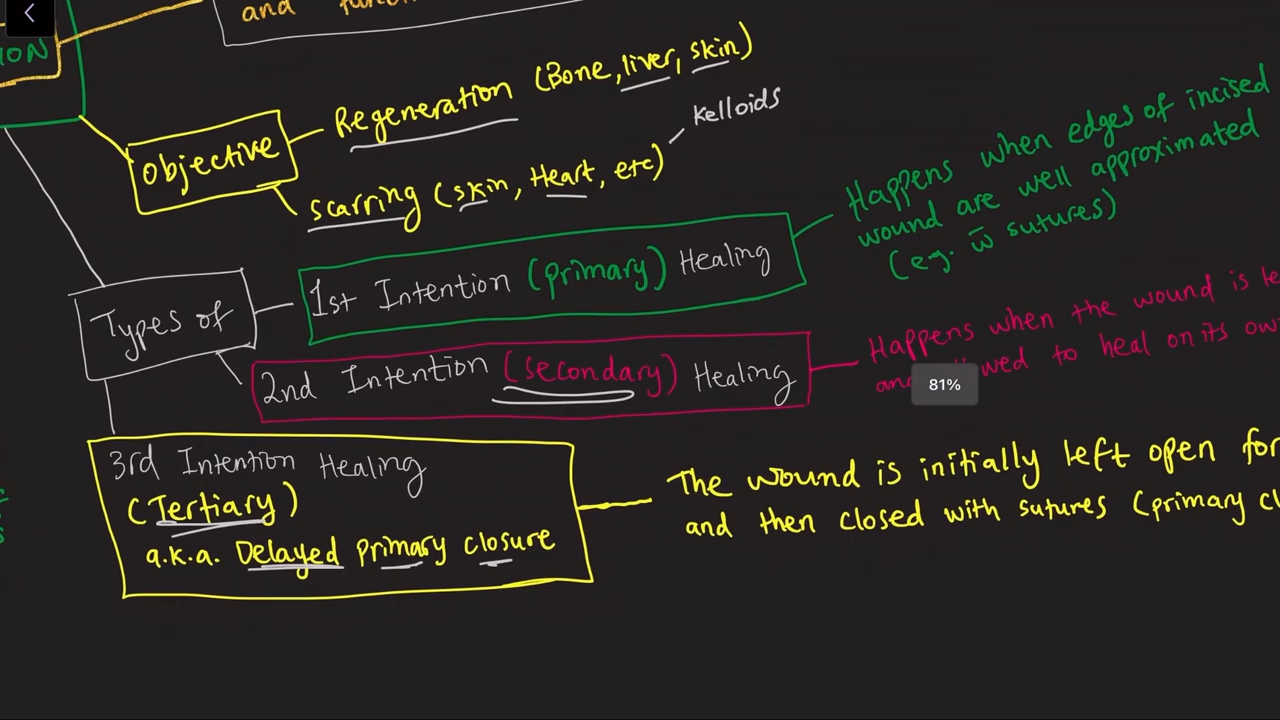 and
ION
Objective
Regeneration (Bone, liver, skin)
scarring (skin, Heart, etc)
kelloids
Types of
1st Intention (primary) Healing
Happens when edges of incised
wound are well approximated
(e.g. w̄ sutures)
2nd Intention (secondary) Healing
Happens when the wound is
and to heal on its
81%
3rd Intention Healing
(Tertiary)
a.k.a. Delayed primary closure
The wound is initially left open for
and then closed with sutures (primary